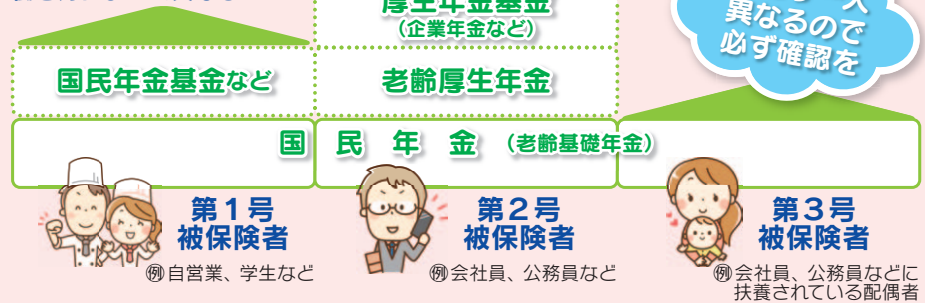 厚生年金基金
(企業年金など)
異なるので
必ず確認を
国民年金基金など
老齢厚生年金
国民年金(老齢基礎年金)
第1号
被保険者
例自営業、学生など
第2号
被保険者
例会社員、公務員など
第3号
被保険者
例会社員、公務員などに
扶養されている配偶者